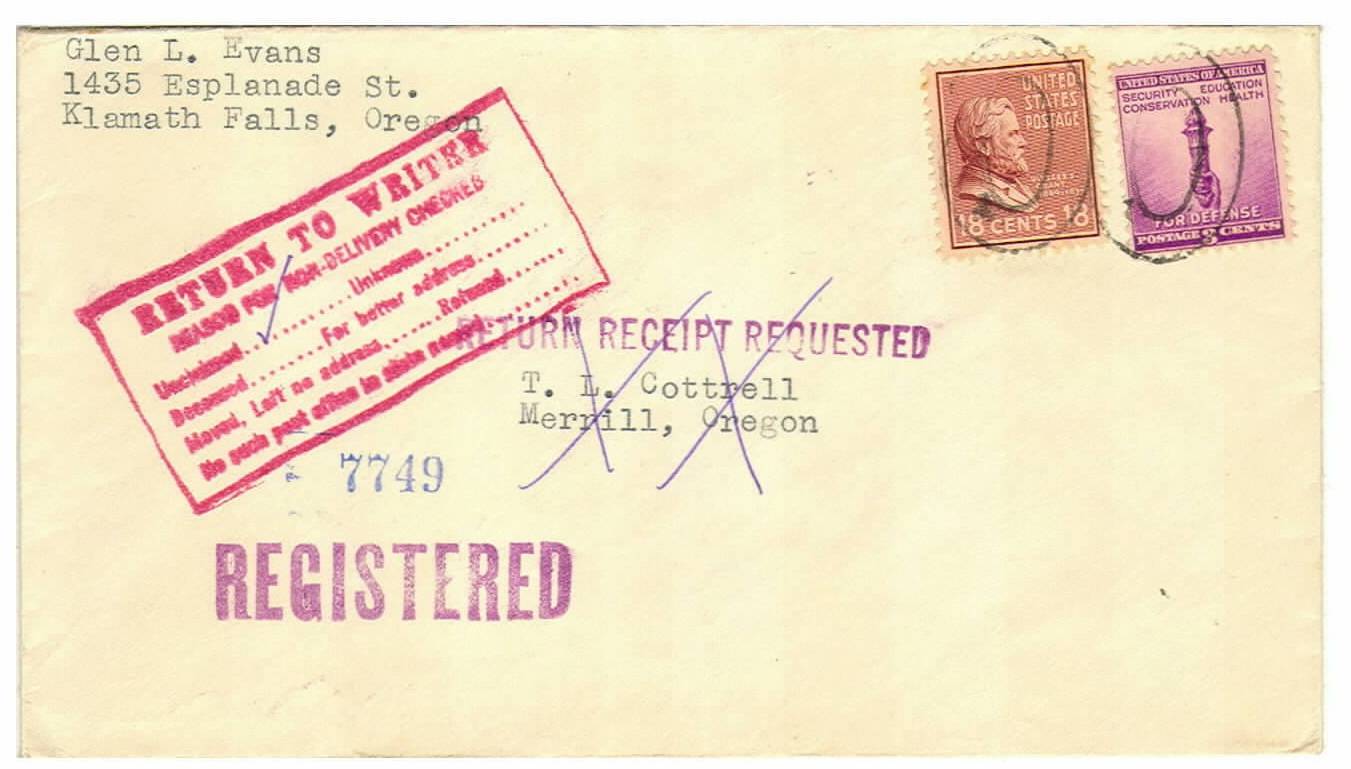 Glen L. Evans
1435 Esplanade St.
Klamath Falls, Oregon
UNITED
STATES
POSTAGE
18 CENTS 18
UNITED STATES OF AMERICA
SECURITY EDUCATION
CONSERVATION HEALTH
FOR DEFENSE
POSTAGE 3 CENTS
RETURN TO WRITER
REASON FOR NON-DELIVERY CHECKED
Unclaimed..........Unknown..........
Deceased........For better address........
Moved, Left no address......Refused.......
No such post office in state named.........
RETURN RECEIPT REQUESTED
T. L. Cottrell
Merrill, Oregon
7749
REGISTERED